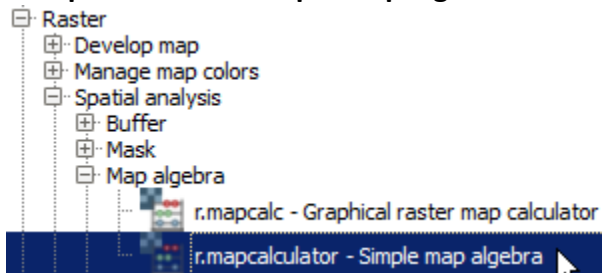 Raster
Develop map
Manage map colors
Spatial analysis
Buffer
Mask
Map algebra
r.mapcalc - Graphical raster map calculator
r.mapcalculator - Simple map algebra